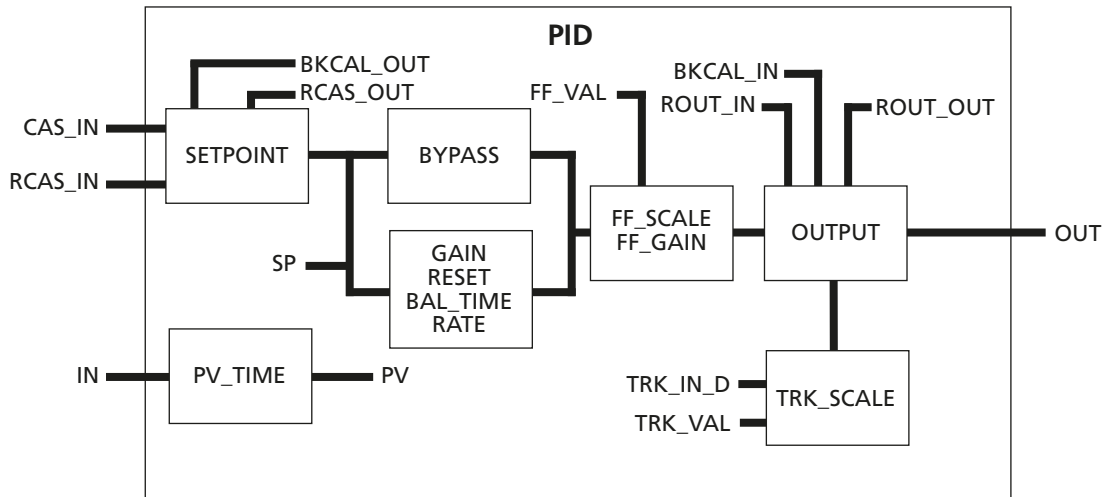 PID
BKCAL_OUT
RCAS_OUT
BKCAL_IN
FF_VAL
ROUT_IN
ROUT_OUT
CAS_IN
RCAS_IN
SETPOINT
BYPASS
FF_SCALE
FF_GAIN
OUTPUT
OUT
SP
GAIN
RESET
BAL_TIME
RATE
IN
PV_TIME
PV
TRK_IN_D
TRK_VAL
TRK_SCALE